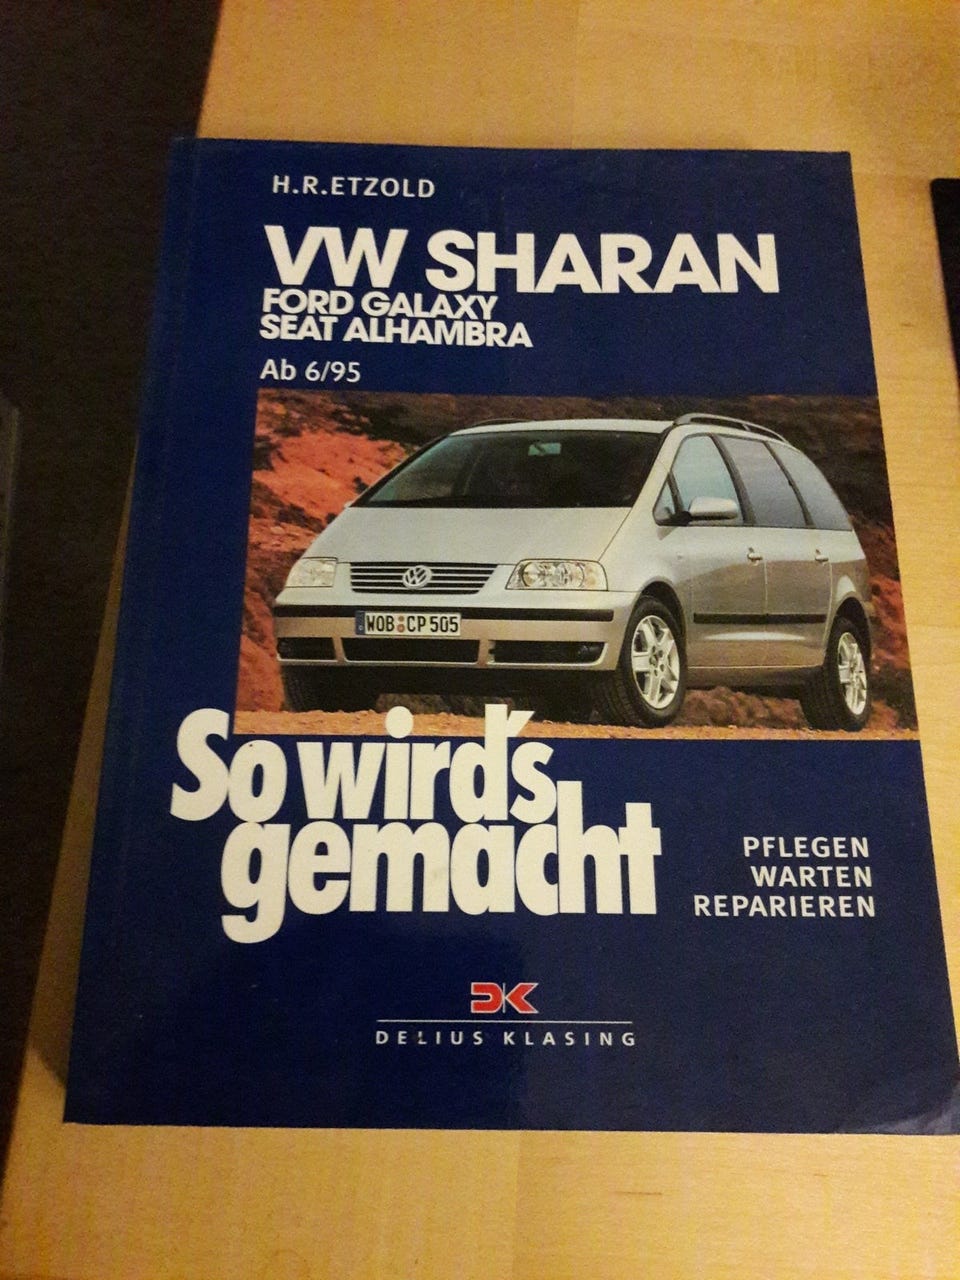 H.R.ETZOLD
VW SHARAN
FORD GALAXY
SEAT ALHAMBRA
Ab 6/95
WOB CP 505
So wird's
gemacht
PFLEGEN
WARTEN
REPARIEREN
DK
DELIUS KLASING